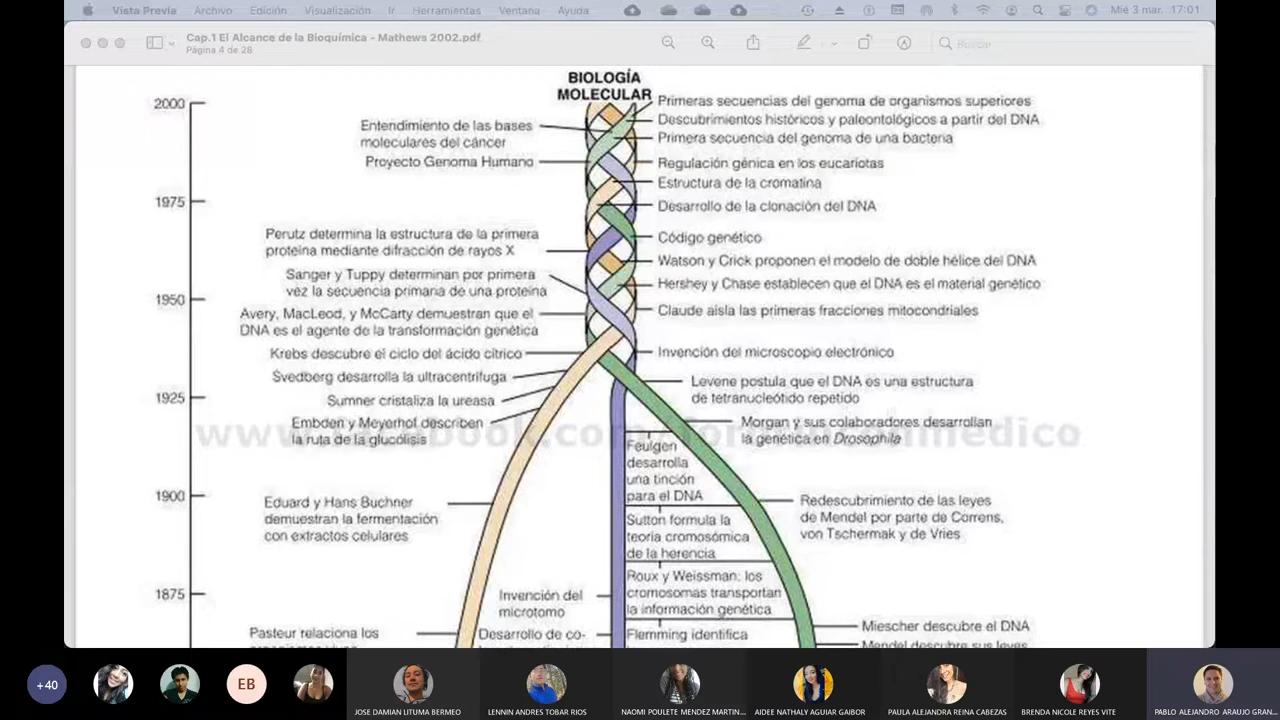 Vista Previa Archivo Edición Visualización Ir Herramientas Ventana Ayuda Mié 3 mar. 17:01
Cap.1 El Alcance de la Bioquímica - Mathews 2002.pdf
Página 4 de 28
Buscar
BIOLOGÍA
MOLECULAR
2000
1975
1950
1925
1900
1875
Entendimiento de las bases
moleculares del cáncer
Proyecto Genoma Humano
Perutz determina la estructura de la primera
proteína mediante difracción de rayos X
Sanger y Tuppy determinan por primera
vez la secuencia primaria de una proteína
Avery, MacLeod, y McCarty demuestran que el
DNA es el agente de la transformación genética
Krebs descubre el ciclo del ácido cítrico
Svedberg desarrolla la ultracentrífuga
Sumner cristaliza la ureasa
Embden y Meyerhof describen
la ruta de la glucólisis
Eduard y Hans Buchner
demuestran la fermentación
con extractos celulares
Pasteur relaciona los
Primeras secuencias del genoma de organismos superiores
Descubrimientos históricos y paleontológicos a partir del DNA
Primera secuencia del genoma de una bacteria
Regulación génica en los eucariotas
Estructura de la cromatina
Desarrollo de la clonación del DNA
Código genético
Watson y Crick proponen el modelo de doble hélice del DNA
Hershey y Chase establecen que el DNA es el material genético
Claude aisla las primeras fracciones mitocondriales
Invención del microscopio electrónico
Levene postula que el DNA es una estructura
de tetranucleótido repetido
Morgan y sus colaboradores desarrollan
la genética en Drosophila
Redescubrimiento de las leyes
de Mendel por parte de Correns,
von Tschermak y de Vries
Miescher descubre el DNA
Mendel descubre sus leyes
Feulgen
desarrolla
una tinción
para el DNA
Sutton formula la
teoría cromosómica
de la herencia
Roux y Weissman: los
cromosomas transportan
la información genética
Flemming identifica
Invención del
microtomo
Desarrollo de co-
+40
EB
JOSE DAMIAN LITUMA BERMEO
LENNIN ANDRES TOBAR RIOS
NAOMI POULETE MENDEZ MARTIN...
AIDEE NATHALY AGUIAR GAIBOR
PAULA ALEJANDRA REINA CABEZAS
BRENDA NICOLE REYES VITE
PABLO ALEJANDRO ARAUJO GRAN...